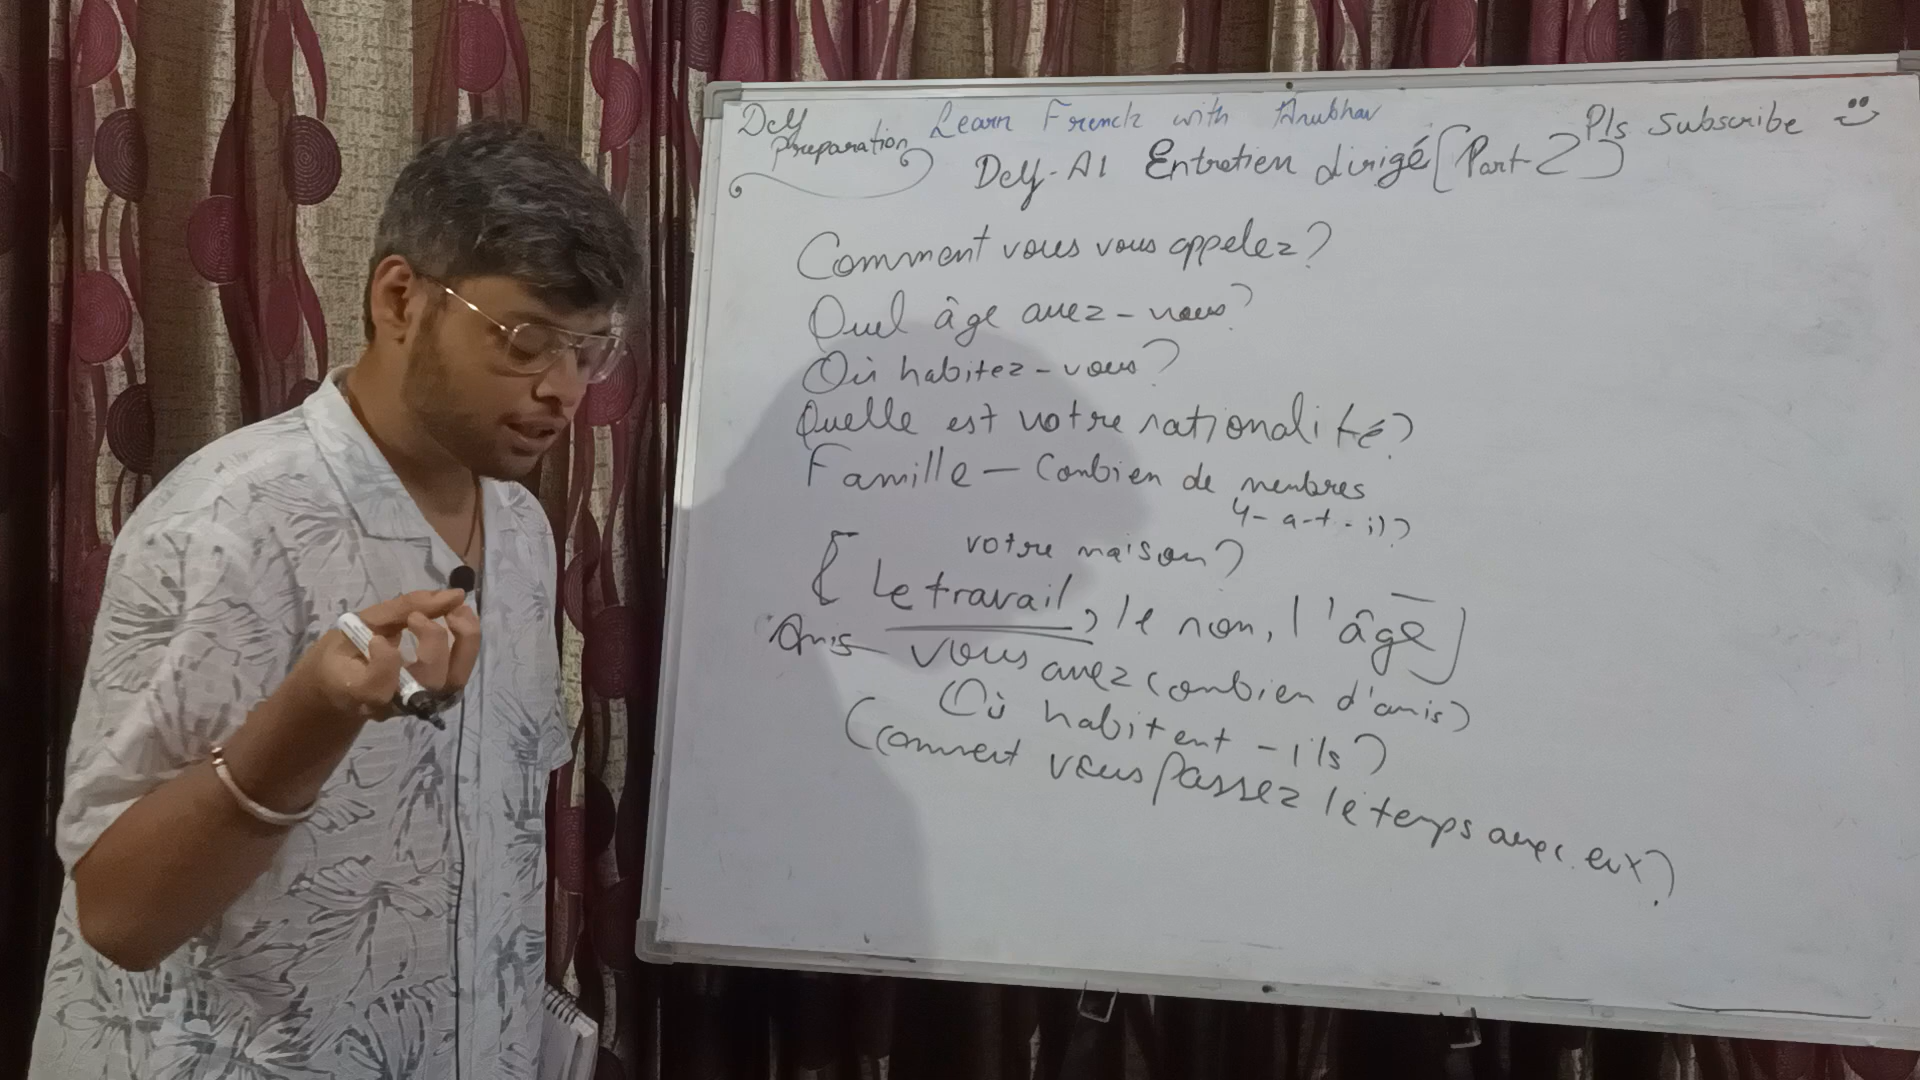 Delf Preparation
Learn French with Anubhav
Pls Subscribe
Delf-A1 Entretien dirigé [Part-2]
Comment vous vous appelez?
Quel âge avez-vous?
Où habitez-vous?
Quelle est votre nationalité?
Famille — Combien de membres
Y-a-t-il?
votre maison?
[Le travail, le nom, l'âge]
Amis — vous avez combien d'amis?
Où habitent-ils?
(Comment vous passez le temps avec eux?